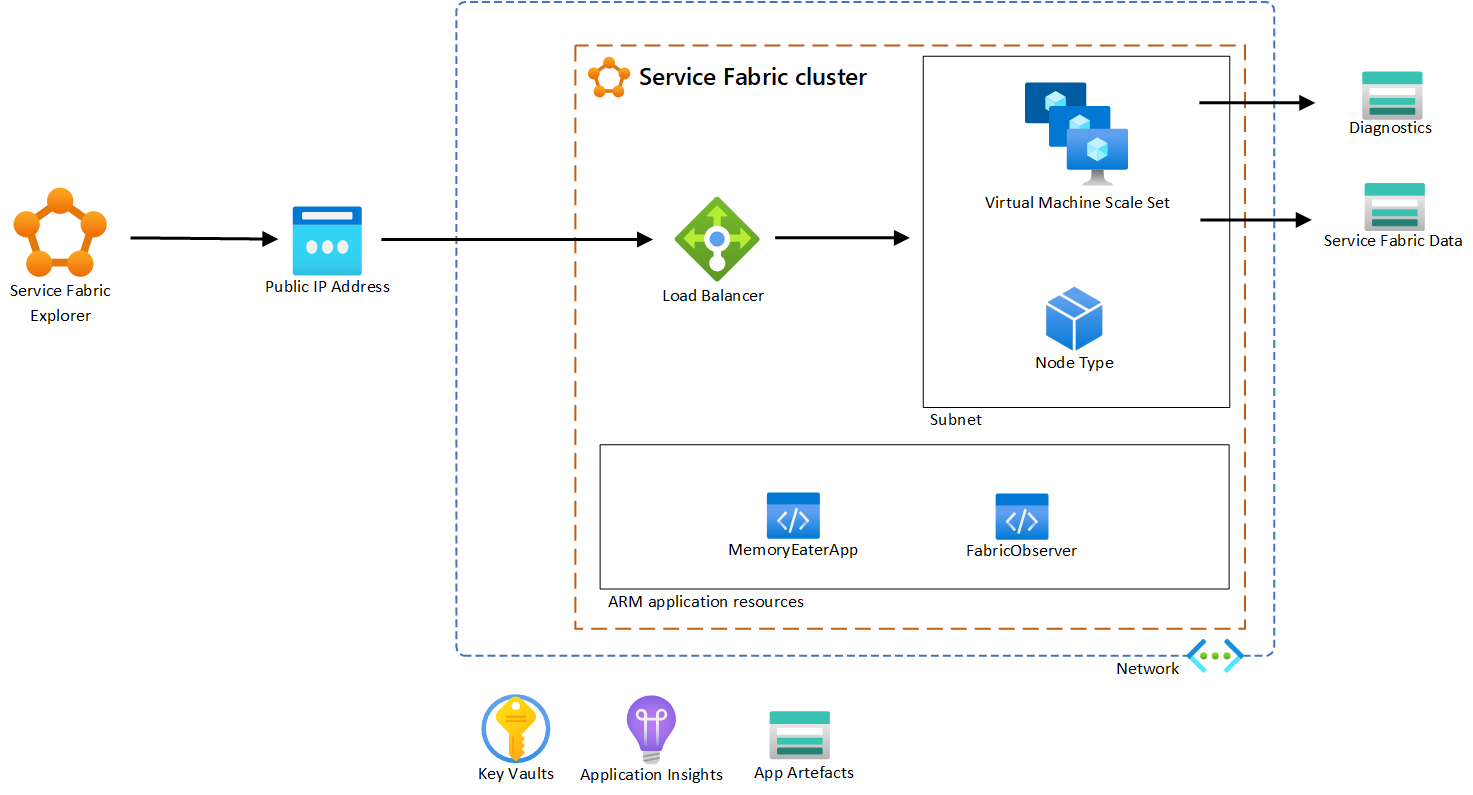 Service Fabric cluster
Virtual Machine Scale Set
Diagnostics
Service Fabric Data
Service Fabric
Explorer
Public IP Address
Load Balancer
Node Type
Subnet
MemoryEaterApp
FabricObserver
ARM application resources
Network
Key Vaults
Application Insights
App Artefacts